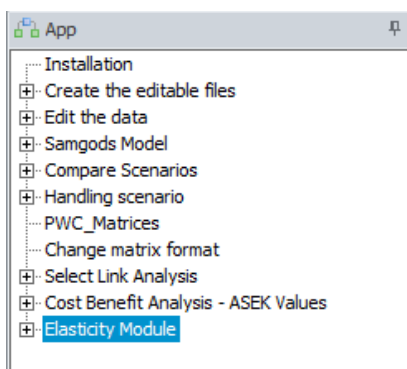 App
Installation
Create the editable files
Edit the data
Samgods Model
Compare Scenarios
Handling scenario
PWC_Matrices
Change matrix format
Select Link Analysis
Cost Benefit Analysis - ASEK Values
Elasticity Module